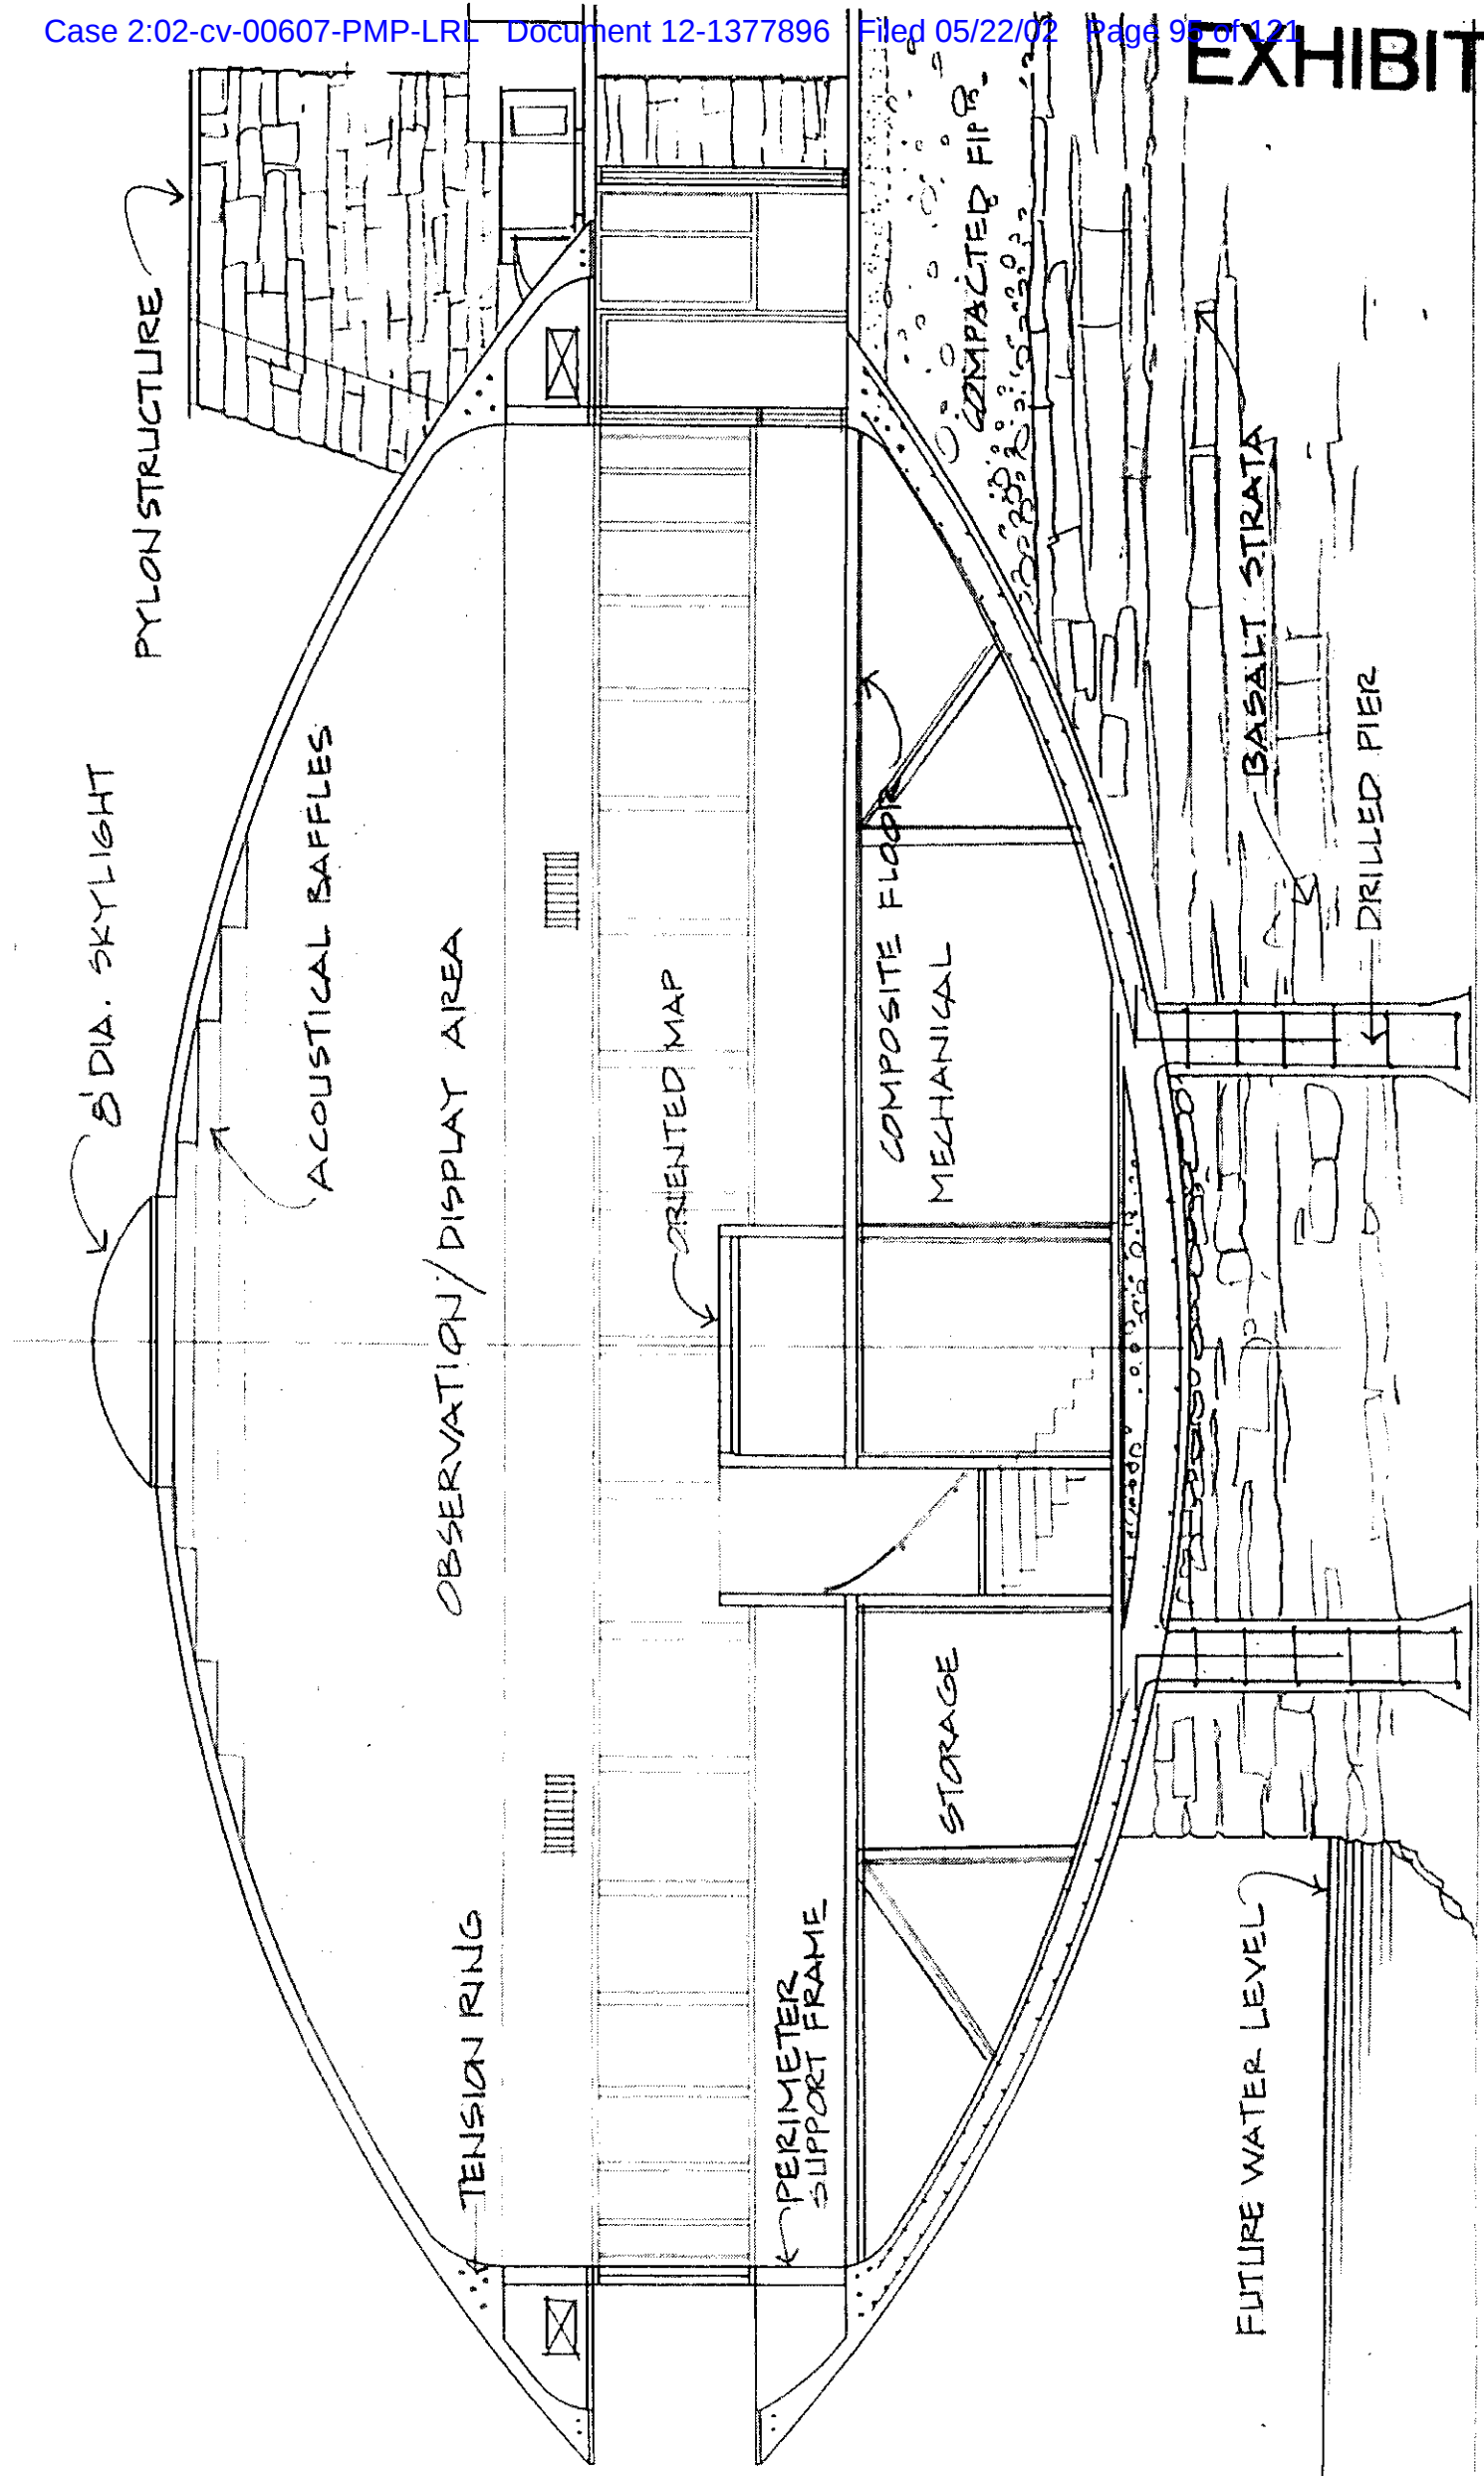 Case 2:02-cv-00607-PMP-LRL Document 12-1377896 Filed 05/22/02 Page 95 of 121
EXHIBIT
PYLON STRUCTURE
8' DIA. SKYLIGHT
ACOUSTICAL BAFFLES
OBSERVATION/DISPLAY AREA
TENSION RING
ORIENTED MAP
PERIMETER
SUPPORT FRAME
COMPOSITE FLOOR
MECHANICAL
STORAGE
COMPACTED
BASALT STRATA
DRILLED PIER
FUTURE WATER LEVEL